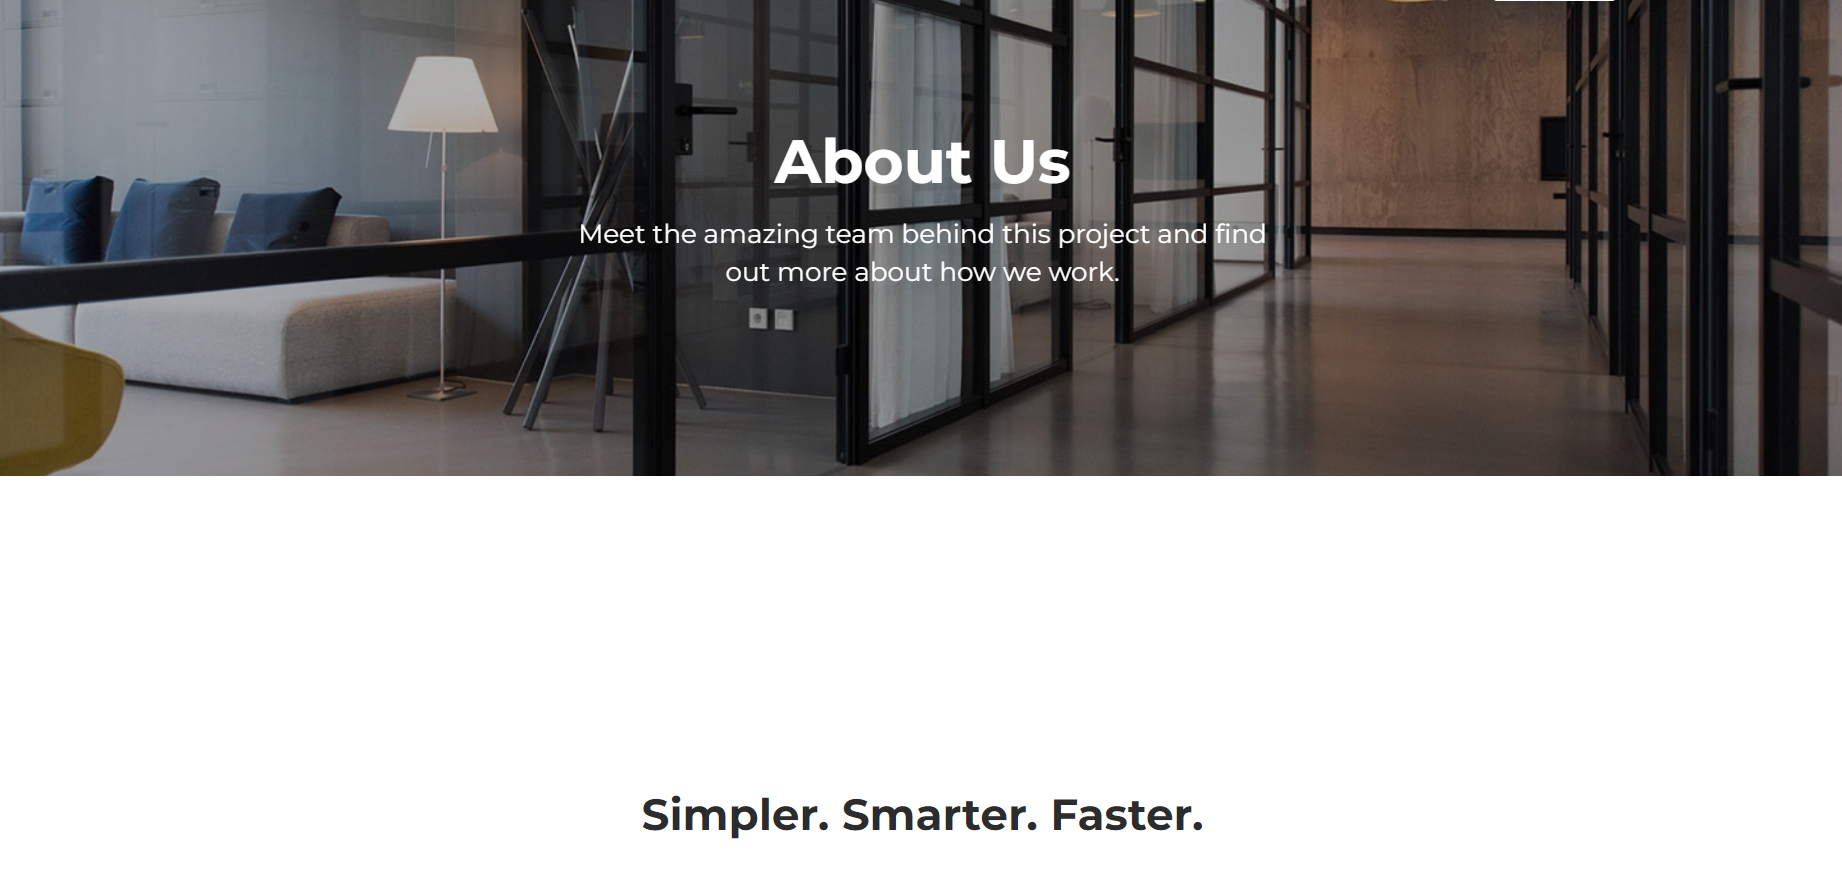 About Us
Meet the amazing team behind this project and find
out more about how we work.
Simpler. Smarter. Faster.